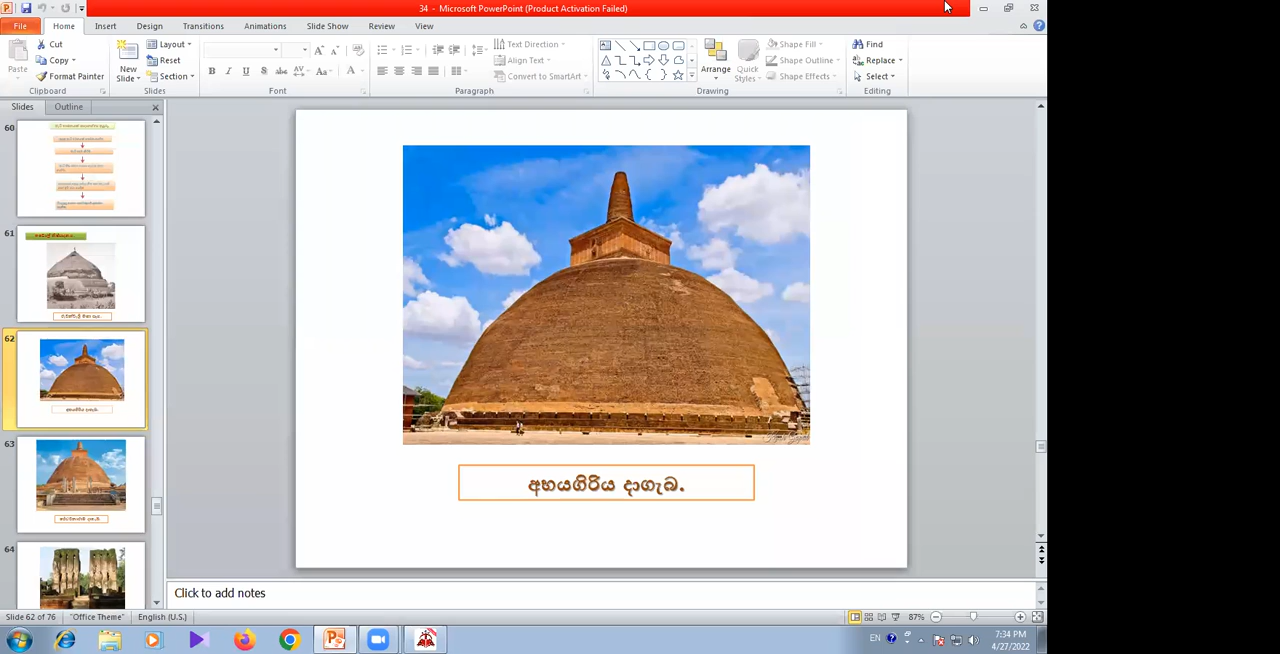 34 - Microsoft PowerPoint (Product Activation Failed)
File Home Insert Design Transitions Animations Slide Show Review View
Paste
Cut
Copy
Format Painter
Clipboard
New Slide
Layout
Reset
Section
Slides
Font
Text Direction
Align Text
Convert to SmartArt
Paragraph
Arrange
Quick Styles
Shape Fill
Shape Outline
Shape Effects
Drawing
Find
Replace
Select
Editing
Slides Outline
60
61
62
අභයගිරිය දාගැබ.
63
64
අභයගිරිය දාගැබ.
Click to add notes
Slide 62 of 76 "Office Theme" English (U.S.) 87%
EN 7:34 PM
4/27/2022